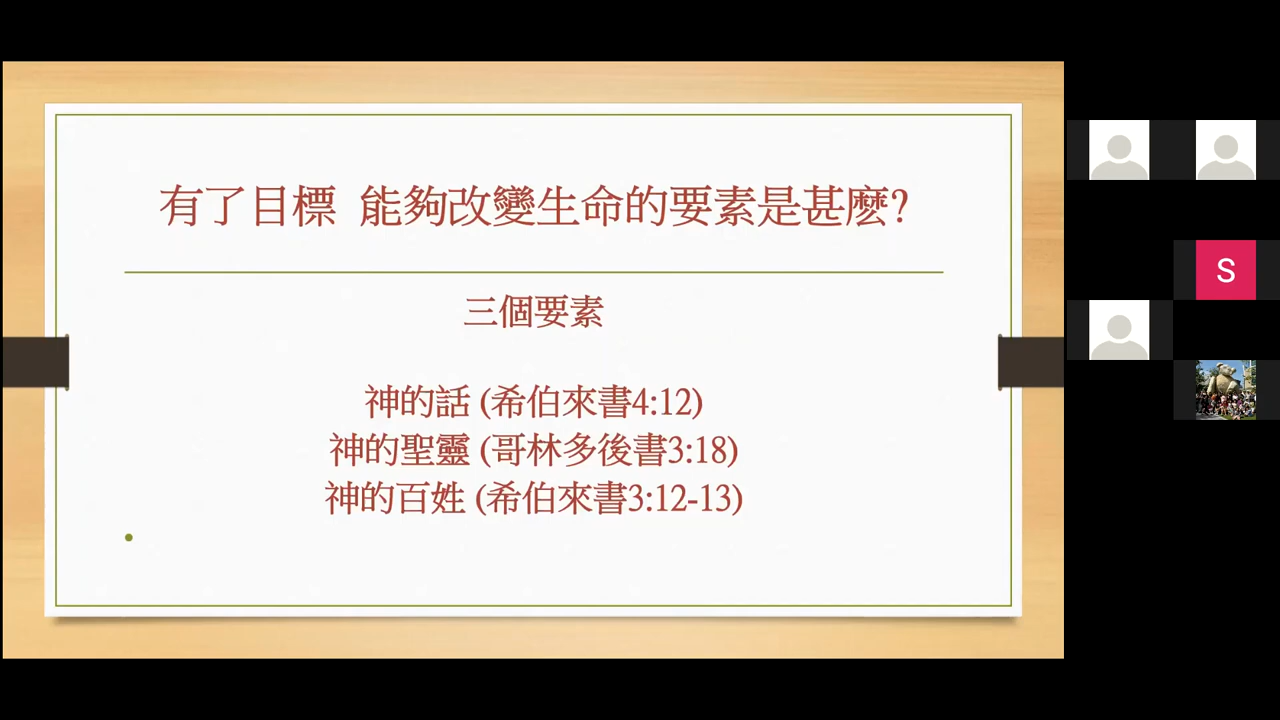 有了目標 能夠改變生命的要素是甚麽?
三個要素
神的話 (希伯來書4:12)
神的聖靈 (哥林多後書3:18)
神的百姓 (希伯來書3:12-13)
S